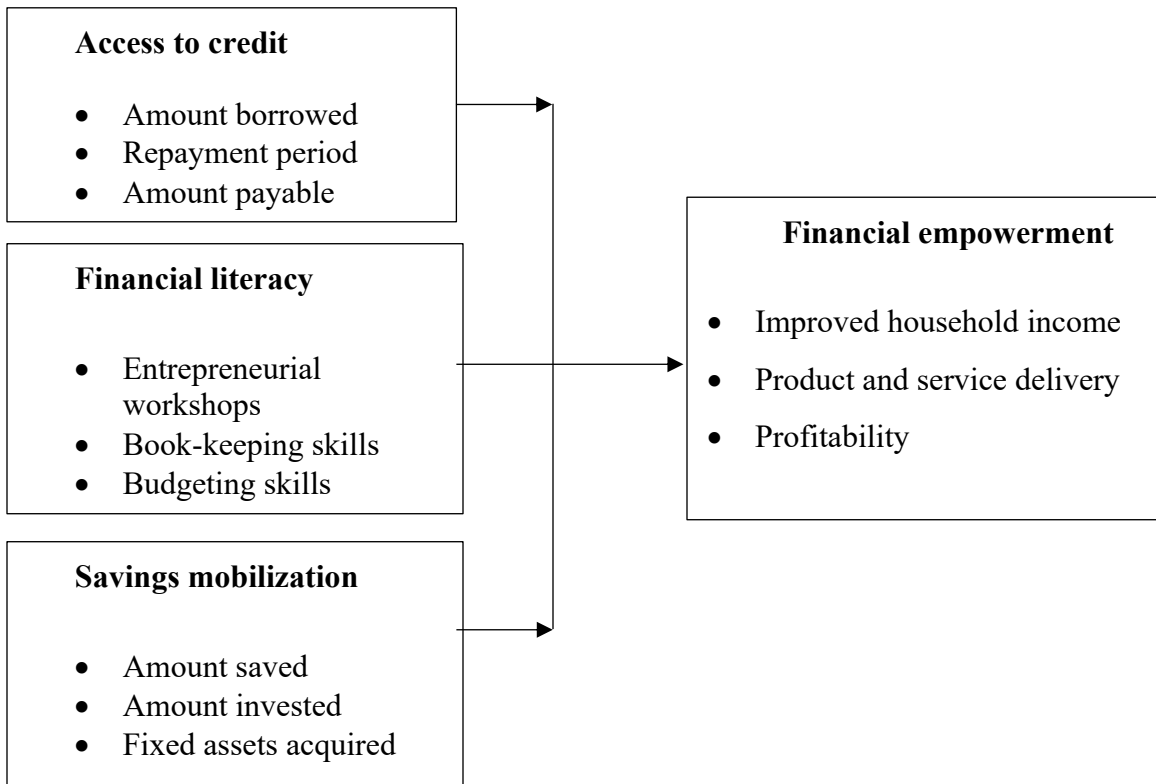 Access to credit
• Amount borrowed
• Repayment period
• Amount payable
Financial literacy
• Entrepreneurial
workshops
• Book-keeping skills
• Budgeting skills
Savings mobilization
• Amount saved
• Amount invested
• Fixed assets acquired
Financial empowerment
• Improved household income
• Product and service delivery
• Profitability